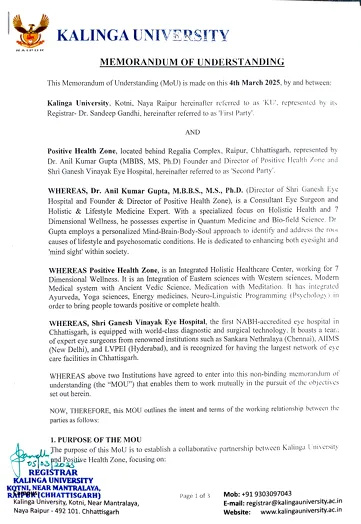 KALINGA UNIVERSITY
RAIPUR
MEMORANDUM OF UNDERSTANDING
This Memorandum of Understanding (MoU) is made on this 4th March 2025, by and between:
Kalinga University, Kotni, Naya Raipur hereinafter referred to as 'KU', represented by its
Registrar- Dr. Sandeep Gandhi, hereinafter referred to as 'First Party'.
AND
Positive Health Zone, located behind Regalia Complex, Raipur, Chhattisgarh, represented by
Dr. Anil Kumar Gupta (MBBS, MS, Ph.D) Founder and Director of Positive Health Zone and
Shri Ganesh Vinayak Eye Hospital, hereinafter referred to as 'Second Party'.
WHEREAS, Dr. Anil Kumar Gupta, M.B.B.S., M.S., Ph.D. (Director of Shri Ganesh Eye
Hospital and Founder & Director of Positive Health Zone), is a Consultant Eye Surgeon and
Holistic & Lifestyle Medicine Expert. With a specialised focus on Holistic Health and 7
Dimensional Wellness, he possesses expertise in Quantum Medicine and Bio-field Science. Dr.
Gupta employs a personalized Mind-Brain-Body-Soul approach to identify and address the root
causes of lifestyle and psychosomatic conditions. He is dedicated to enhancing both eyesight and
'mind sight' within society.
WHEREAS Positive Health Zone, is an Integrated Holistic Healthcare Center, working for 7
Dimensional Wellness. It is an Integration of Eastern sciences with Western sciences, Modern
Medical system with Ancient Vedic Science, Medication with Meditation. It has integrated
Ayurveda, Yoga sciences, Energy medicines, Neuro-Linguistic Programming (Psychology) in
order to bring people towards positive or complete health.
WHEREAS, Shri Ganesh Vinayak Eye Hospital, the first NABH-accredited eye hospital in
Chhattisgarh, is equipped with world-class diagnostic and surgical technology. It boasts a team
of expert eye surgeons from renowned institutions such as Sankara Nethralaya (Chennai), AIIMS
(New Delhi), and LVPEI (Hyderabad), and is recognized for having the largest network of eye
care facilities in Chhattisgarh.
WHEREAS above two Institutions have agreed to enter into this non-binding memorandum of
understanding (the "MOU") that enables them to work mutually in the pursuit of the objectives
set out herein.
NOW, THEREFORE, this MOU outlines the intent and terms of the working relationship between the
parties as follows:
1. PURPOSE OF THE MOU
The purpose of this MoU is to establish a collaborative partnership between Kalinga University
and Positive Health Zone, focusing on:
05/03/2025
REGISTRAR
KALINGA UNIVERSITY
KOTNI, NEAR MANTRALAYA,
RAIPUR (CHHATTISGARH)
Kalinga University, Kotni, Near Mantralaya,
Naya Raipur - 492 101. Chhattisgarh
Page 1 of 5
Mob: +91 9303097043
E-mail: registrar@kalingauniversity.ac.in
Website: www.kalingauniversity.ac.in